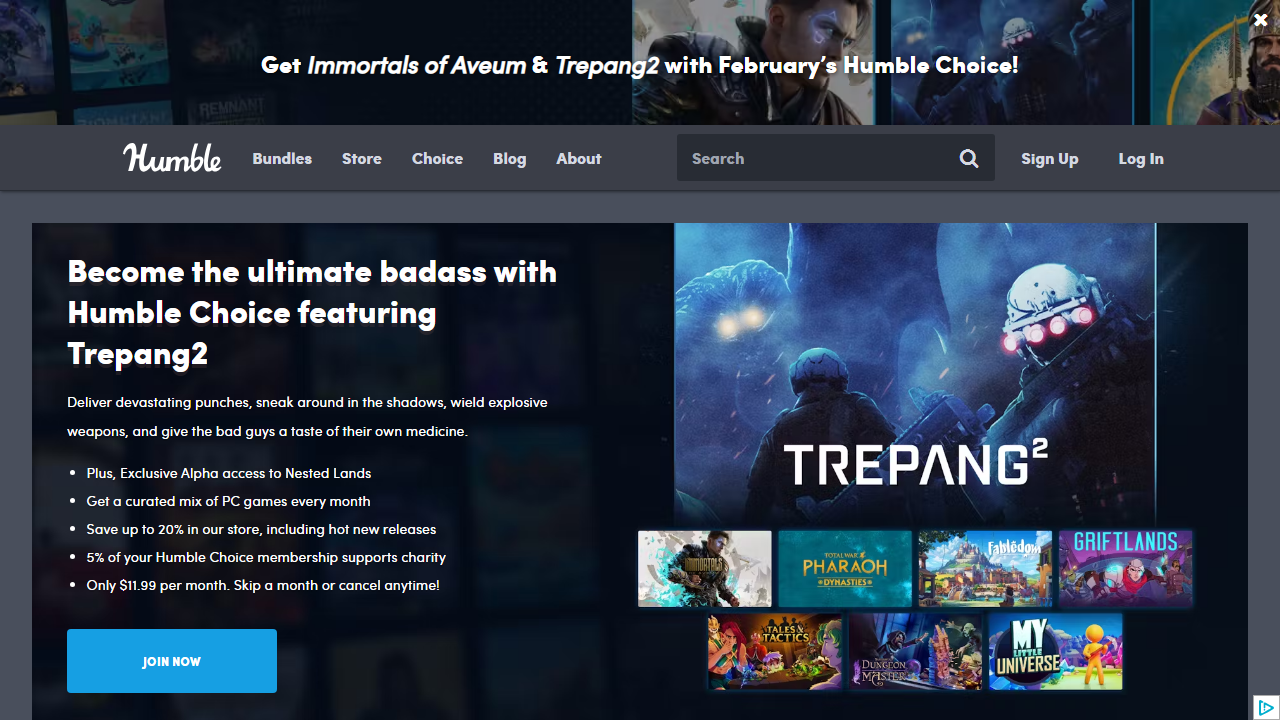 Get Immortals of Aveum & Trepang2 with February’s Humble Choice!
Humble
Bundles
Store
Choice
Blog
About
Search
Sign Up
Log In
Become the ultimate badass with
Humble Choice featuring
Trepang2
Deliver devastating punches, sneak around in the shadows, wield explosive
weapons, and give the bad guys a taste of their own medicine.
Plus, Exclusive Alpha access to Nested Lands
Get a curated mix of PC games every month
Save up to 20% in our store, including hot new releases
5% of your Humble Choice membership supports charity
Only $11.99 per month. Skip a month or cancel anytime!
JOIN NOW
TREPANG2
IMMORTALS
TOTAL WAR
PHARAOH
DYNASTIES
Fabledom
GRIFTLANDS
TALES &
TACTICS
DUNGEON
MASTER
MY
LITTLE
UNIVERSE